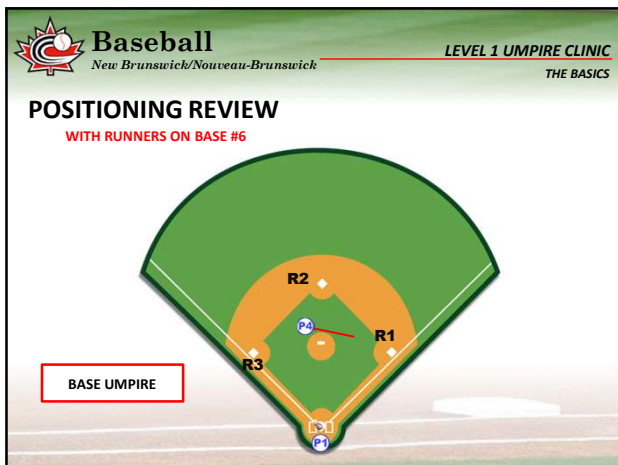 Baseball
New Brunswick/Nouveau-Brunswick
LEVEL 1 UMPIRE CLINIC
THE BASICS
POSITIONING REVIEW
WITH RUNNERS ON BASE #6
R2
P4
R1
R3
BASE UMPIRE
P1